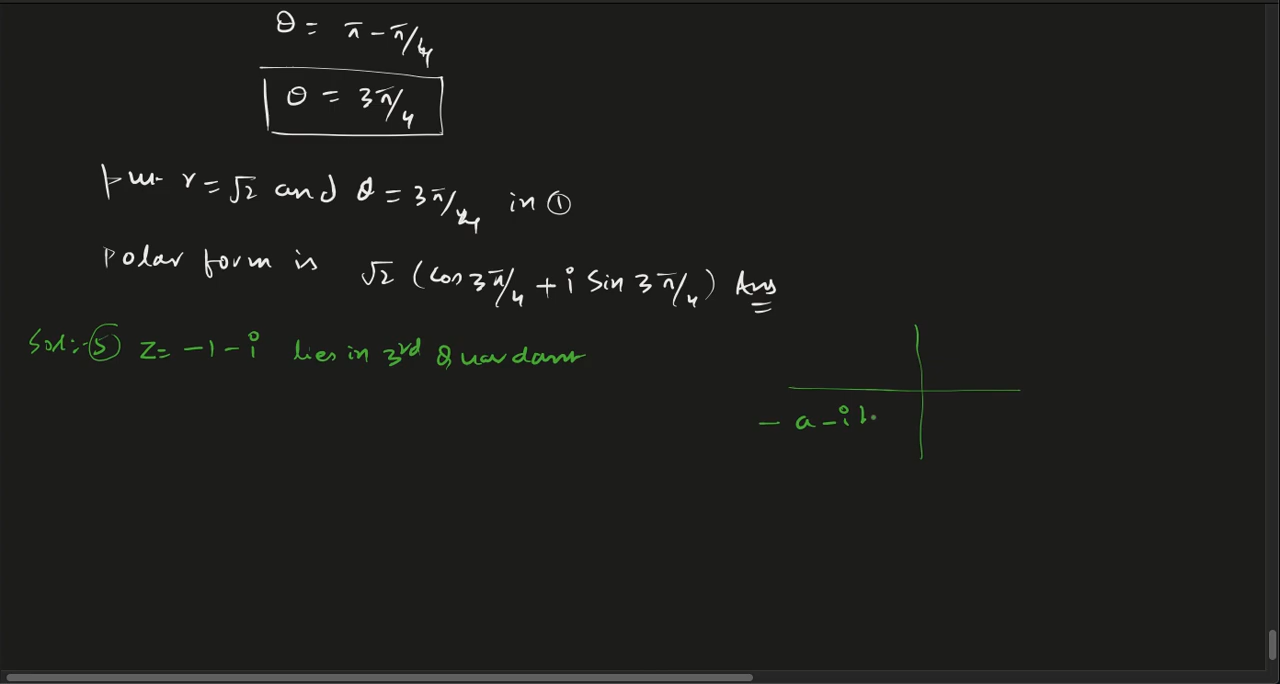 θ = π - π/4
θ = 3π/4
put r = √2 and θ = 3π/4 in ①
Polar form is √2 (Cos 3π/4 + i Sin 3π/4) Ans
Sol:- ⑤ Z = -1 - i lies in 3rd Quardant
- a - ib